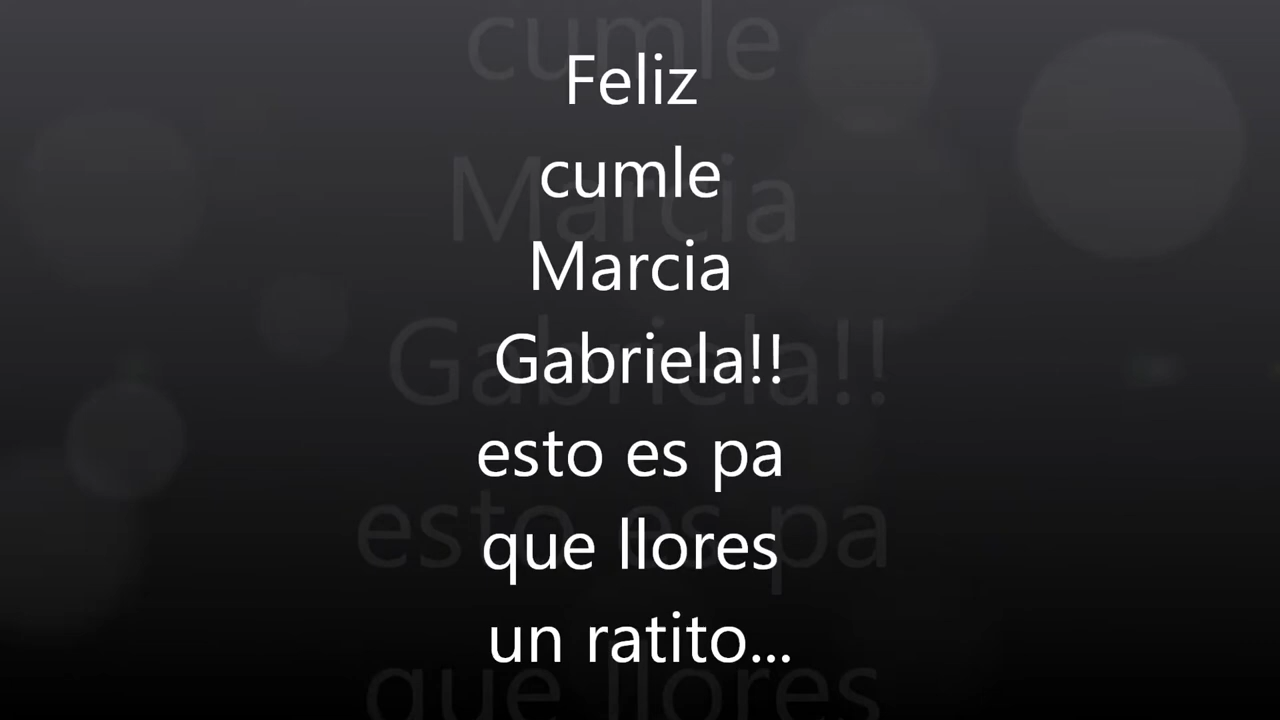 Feliz
cumle
Marcia
Gabriela!!
esto es pa
que llores
un ratito...